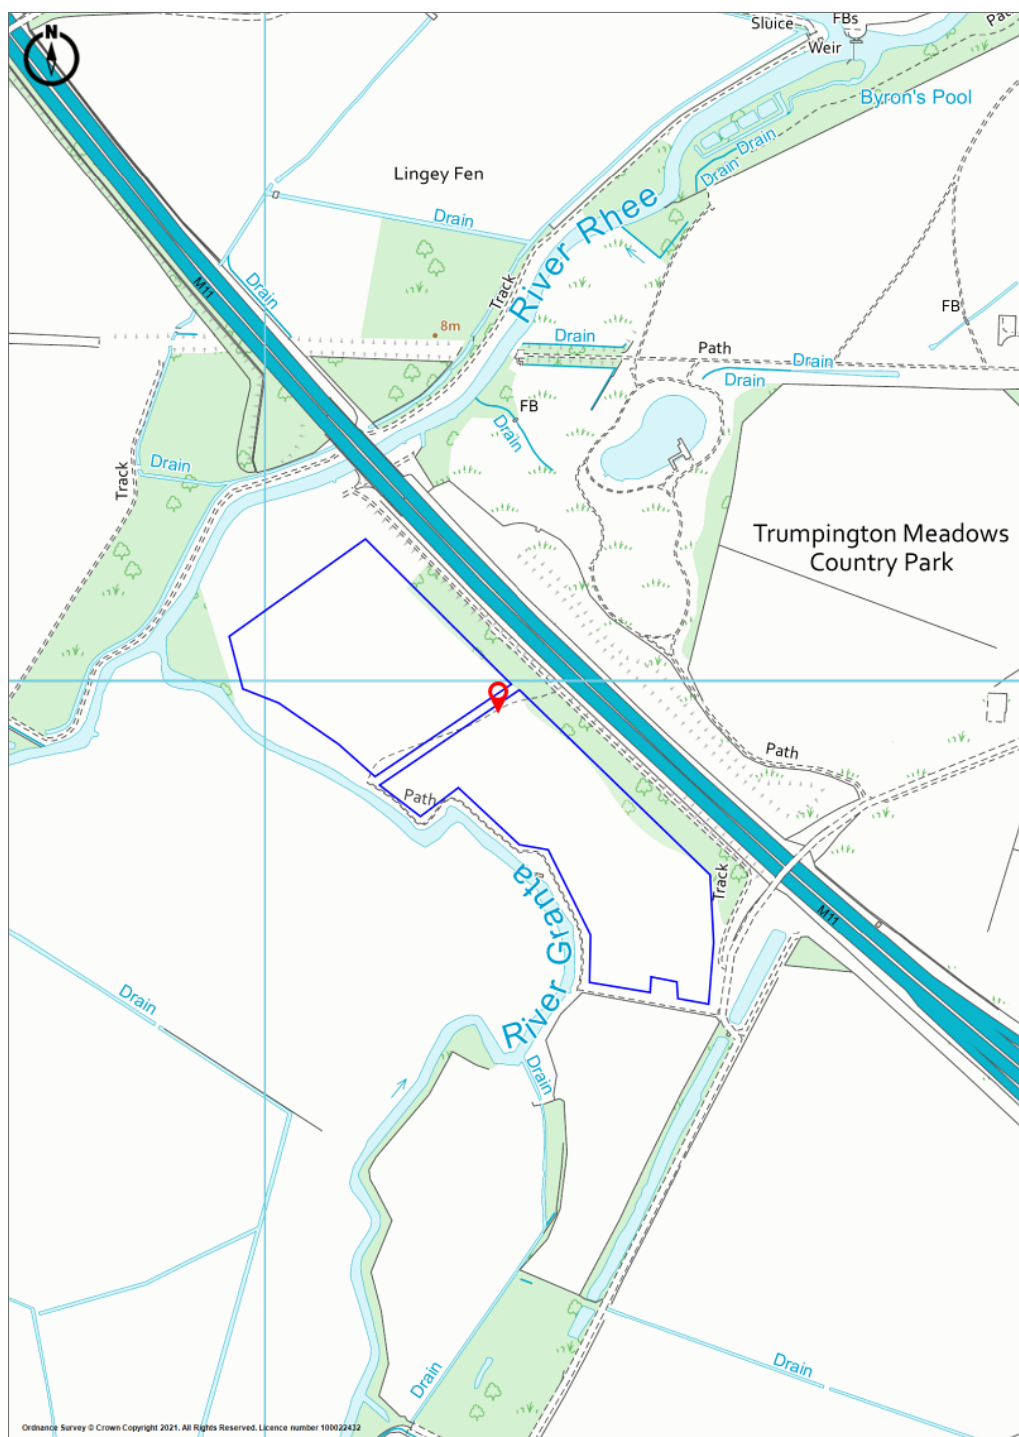 N
Sluice
FBs
Path
Weir
Byron's Pool
Lingey Fen
Drain
Drain
Drain
River Rhee
M11
Drain
Track
8m
FB
Drain
Path
Drain
Drain
FB
Drain
Drain
Track
Trumpington Meadows
Country Park
Path
Path
Track
River Granta
M11
Drain
Drain
Drain
Drain
Ordnance Survey © Crown Copyright 2021. All Rights Reserved. Licence number 100022432